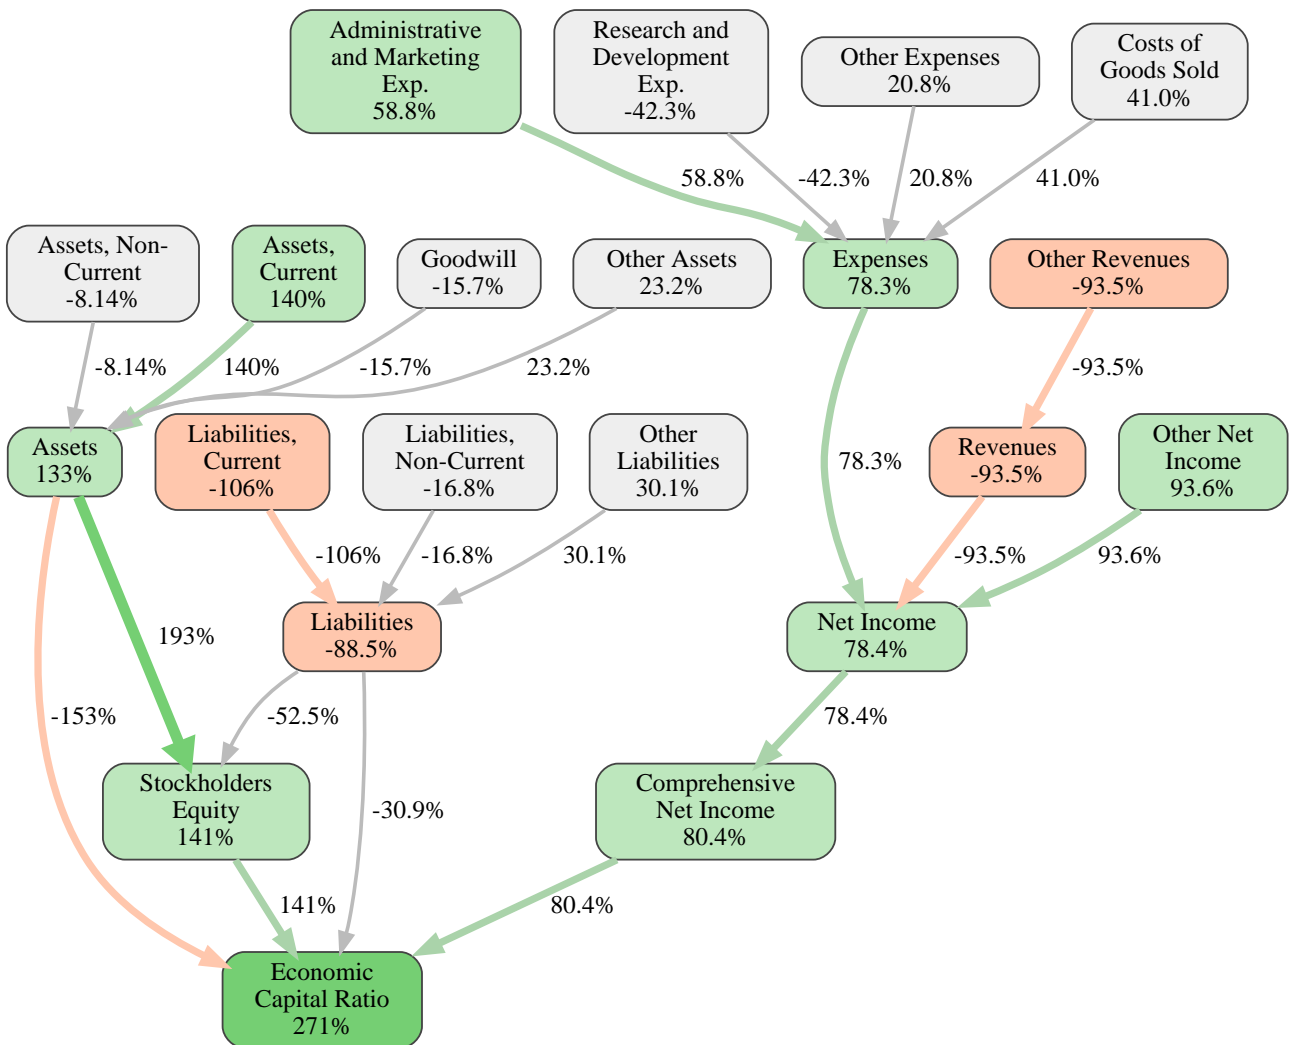 Administrative
and Marketing
Exp.
58.8%
Research and
Development
Exp.
-42.3%
Other Expenses
20.8%
Costs of
Goods Sold
41.0%
58.8%
-42.3%
20.8%
41.0%
Assets, Non-
Current
-8.14%
Assets,
Current
140%
Goodwill
-15.7%
Other Assets
23.2%
Expenses
78.3%
Other Revenues
-93.5%
-8.14%
140%
-15.7%
23.2%
-93.5%
Assets
133%
Liabilities,
Current
-106%
Liabilities,
Non-Current
-16.8%
Other
Liabilities
30.1%
78.3%
Revenues
-93.5%
Other Net
Income
93.6%
-106%
-16.8%
30.1%
-93.5%
93.6%
193%
Liabilities
-88.5%
Net Income
78.4%
-153%
-52.5%
78.4%
Stockholders
Equity
141%
-30.9%
Comprehensive
Net Income
80.4%
141%
80.4%
Economic
Capital Ratio
271%